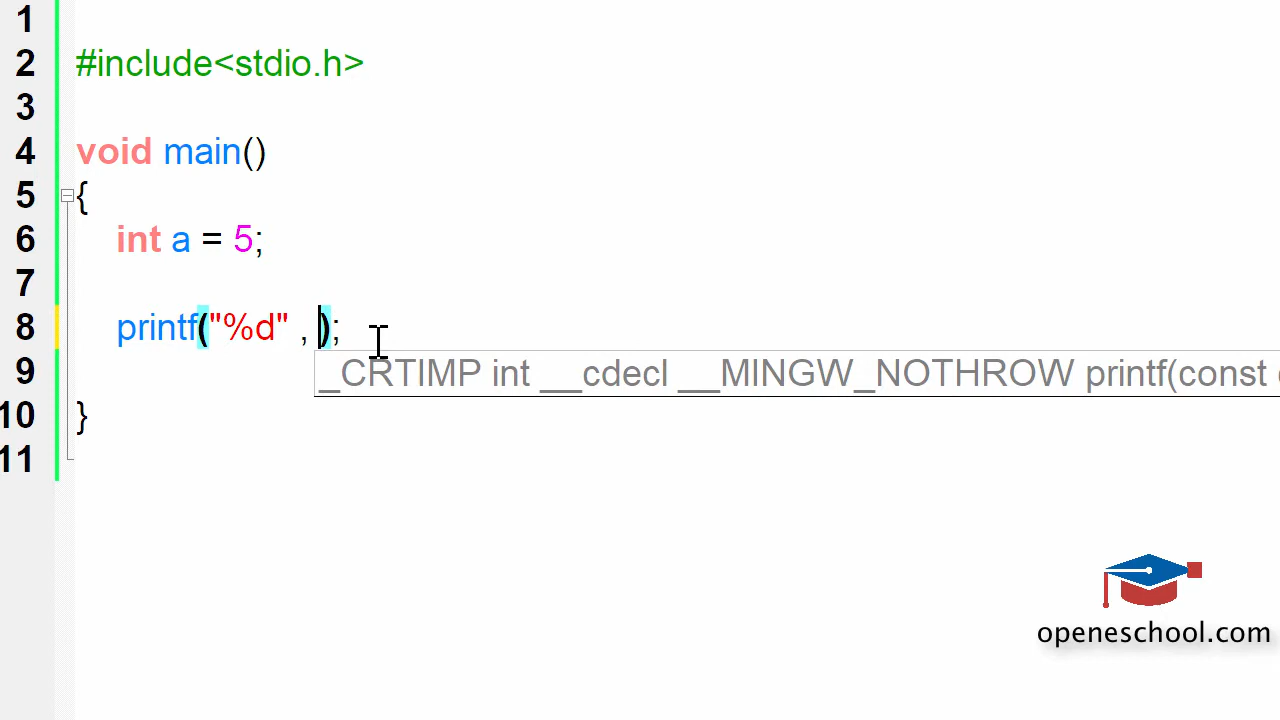 1
2 #include<stdio.h>
3
4 void main()
5 {
6 int a = 5;
7
8 printf("%d" , );
_CRTIMP int __cdecl __MINGW_NOTHROW printf(const
9
10 }
11
openeschool.com